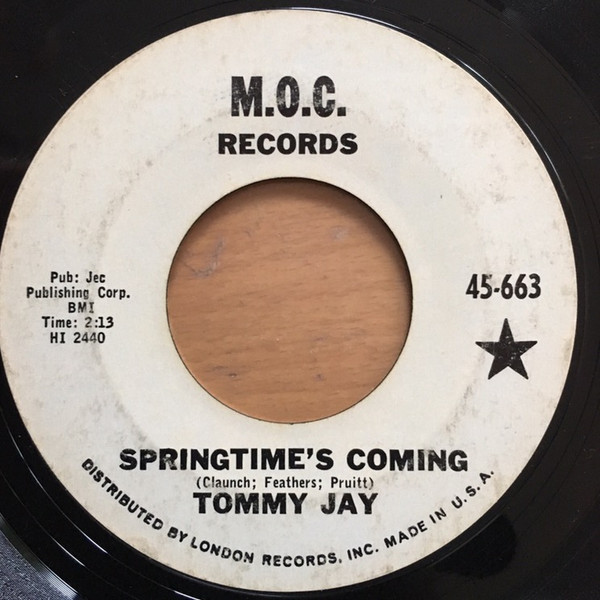 M.O.C.
RECORDS
Pub: Jec
Publishing Corp.
BMI
Time: 2:13
HI 2440
45-663
SPRINGTIME'S COMING
(Claunch; Feathers; Pruitt)
TOMMY JAY
DISTRIBUTED BY LONDON RECORDS, INC. MADE IN U.S.A.